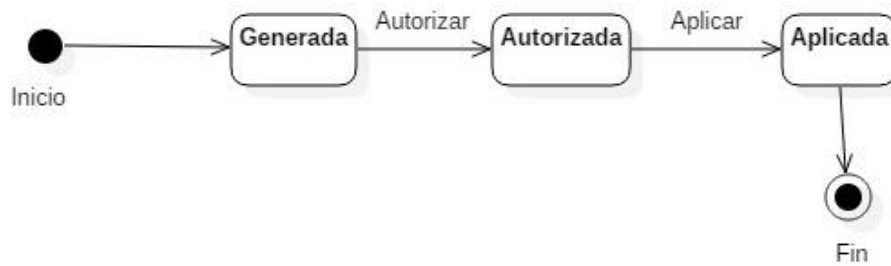 Autorizar
Aplicar
Generada
Autorizada
Aplicada
Inicio
Fin